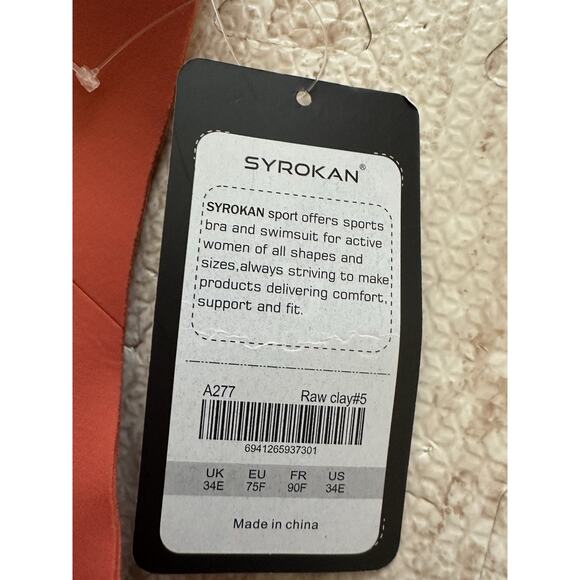 SYROKAN®
SYROKAN sport offers sports
bra and swimsuit for active
women of all shapes and
sizes,always striving to make
products delivering comfort,
support and fit.
A277 Raw clay#5
6941265937301
UK EU FR US
34E 75F 90F 34E
Made in china